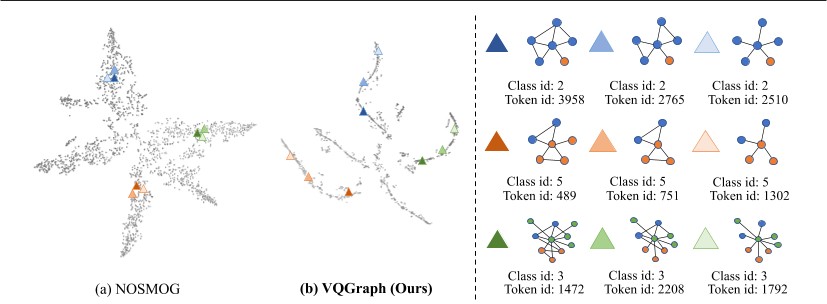 Class id: 2
Token id: 3958
Class id: 2
Token id: 2765
Class id: 2
Token id: 2510
Class id: 5
Token id: 489
Class id: 5
Token id: 751
Class id: 5
Token id: 1302
Class id: 3
Token id: 1472
Class id: 3
Token id: 2208
Class id: 3
Token id: 1792
(a) NOSMOG
(b) VQGraph (Ours)